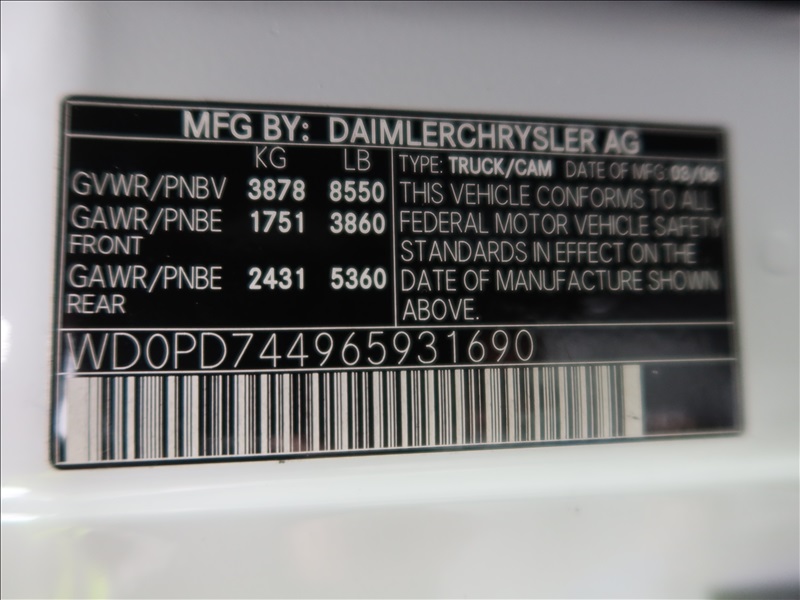 MFG BY: DAIMLERCHRYSLER AG
KG LB
GVWR/PNBV 3878 8550
GAWR/PNBE 1751 3860
FRONT
GAWR/PNBE 2431 5360
REAR
TYPE: TRUCK/CAM DATE OF MFG: 03/06
THIS VEHICLE CONFORMS TO ALL
FEDERAL MOTOR VEHICLE SAFETY
STANDARDS IN EFFECT ON THE
DATE OF MANUFACTURE SHOWN
ABOVE.
WD0PD744965931690